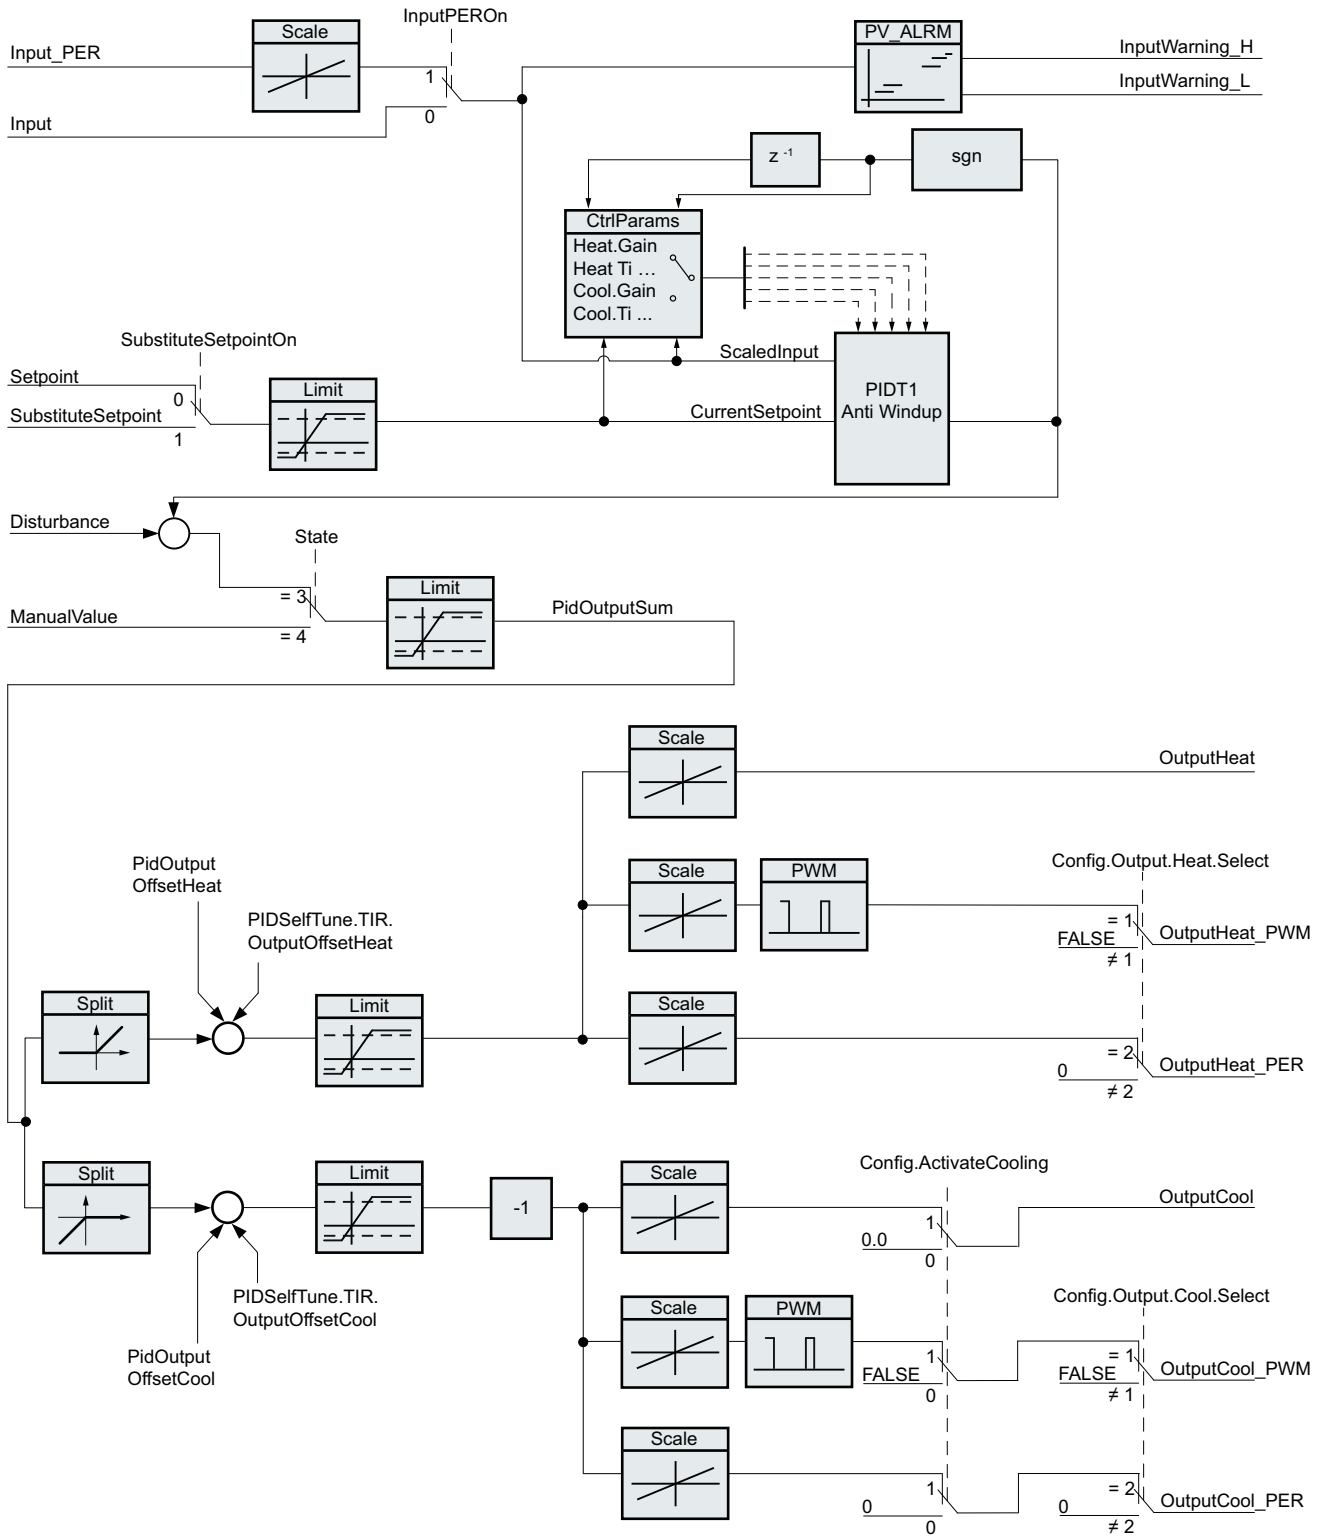 InputPEROn
Scale
PV_ALRM
Input_PER
InputWarning_H
1
InputWarning_L
Input
0
z -1
sgn
CtrlParams
Heat.Gain
Heat Ti ...
Cool.Gain
Cool.Ti ...
SubstituteSetpointOn
ScaledInput
Setpoint
0
Limit
PIDT1
Anti Windup
SubstituteSetpoint
CurrentSetpoint
1
Disturbance
State
= 3
Limit
PidOutputSum
ManualValue
= 4
Scale
OutputHeat
PidOutput
OffsetHeat
Scale
PWM
Config.Output.Heat.Select
PIDSelfTune.TIR.
OutputOffsetHeat
= 1
FALSE
OutputHeat_PWM
≠ 1
Split
Limit
Scale
= 2
0
OutputHeat_PER
≠ 2
Config.ActivateCooling
Split
Limit
Scale
OutputCool
-1
1
0.0
0
PIDSelfTune.TIR.
OutputOffsetCool
Scale
PWM
Config.Output.Cool.Select
PidOutput
OffsetCool
1
FALSE
0
= 1
FALSE
OutputCool_PWM
≠ 1
Scale
1
0
0
= 2
0
OutputCool_PER
≠ 2